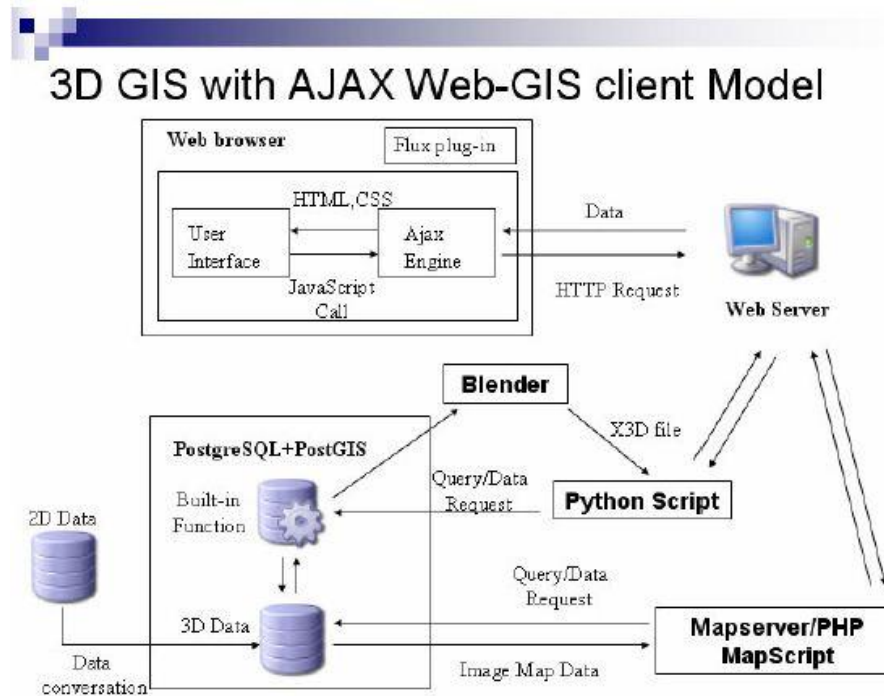 3D GIS with AJAX Web-GIS client Model
Web browser
Flux plug-in
HTML,CSS
User
Interface
Ajax
Engine
JavaScript
Call
Data
HTTP Request
Web Server
Blender
X3D file
PostgreSQL+PostGIS
Query/Data
Request
Python Script
Built-in
Function
2D Data
Query/Data
Request
3D Data
Mapserver/PHP
MapScript
Image Map Data
Data
conversation